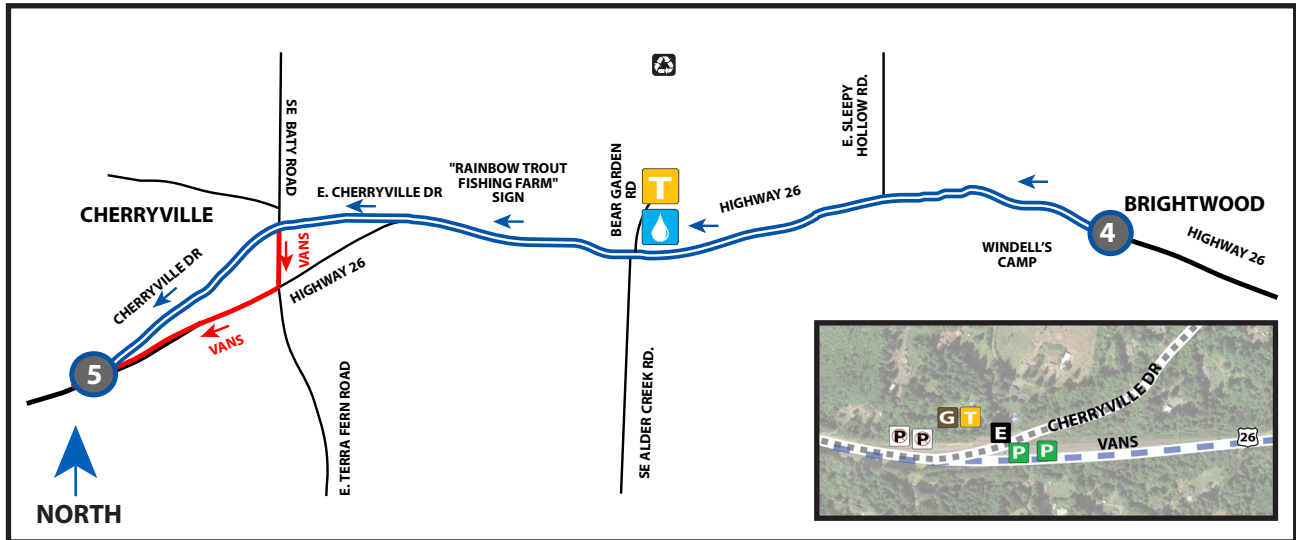 SE BATY ROAD
E. SLEEPY
HOLLOW RD.
"RAINBOW TROUT
FISHING FARM"
SIGN
BEAR GARDEN
RD
T
E. CHERRYVILLE DR
HIGHWAY 26
BRIGHTWOOD
4
HIGHWAY 26
CHERRYVILLE
WINDELL'S
CAMP
VANS
HIGHWAY 26
CHERRYVILLE DR
VANS
5
E. TERRA FERN ROAD
SE ALDER CREEK RD.
NORTH
CHERRYVILLE DR
G
T
E
P
P
P
P
VANS
26